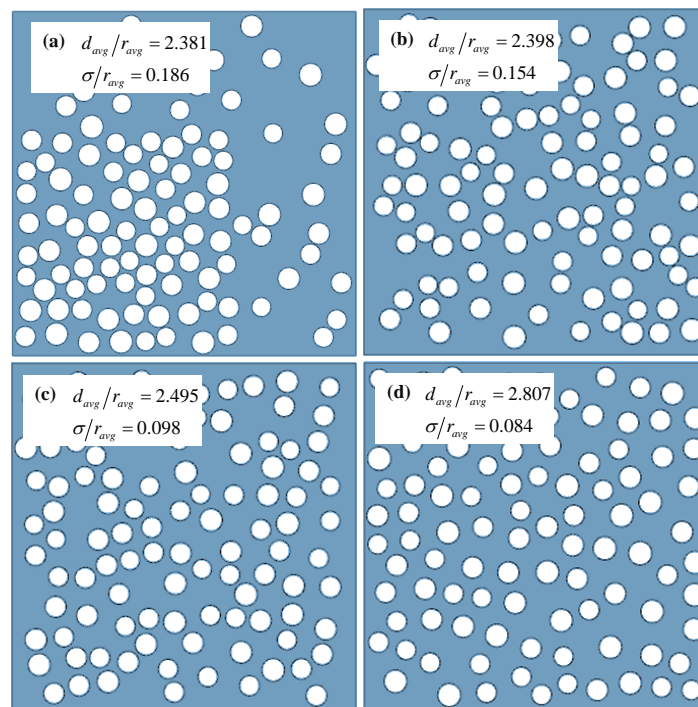 (a) d_avg/r_avg = 2.381
σ/r_avg = 0.186
(b) d_avg/r_avg = 2.398
σ/r_avg = 0.154
(c) d_avg/r_avg = 2.495
σ/r_avg = 0.098
(d) d_avg/r_avg = 2.807
σ/r_avg = 0.084